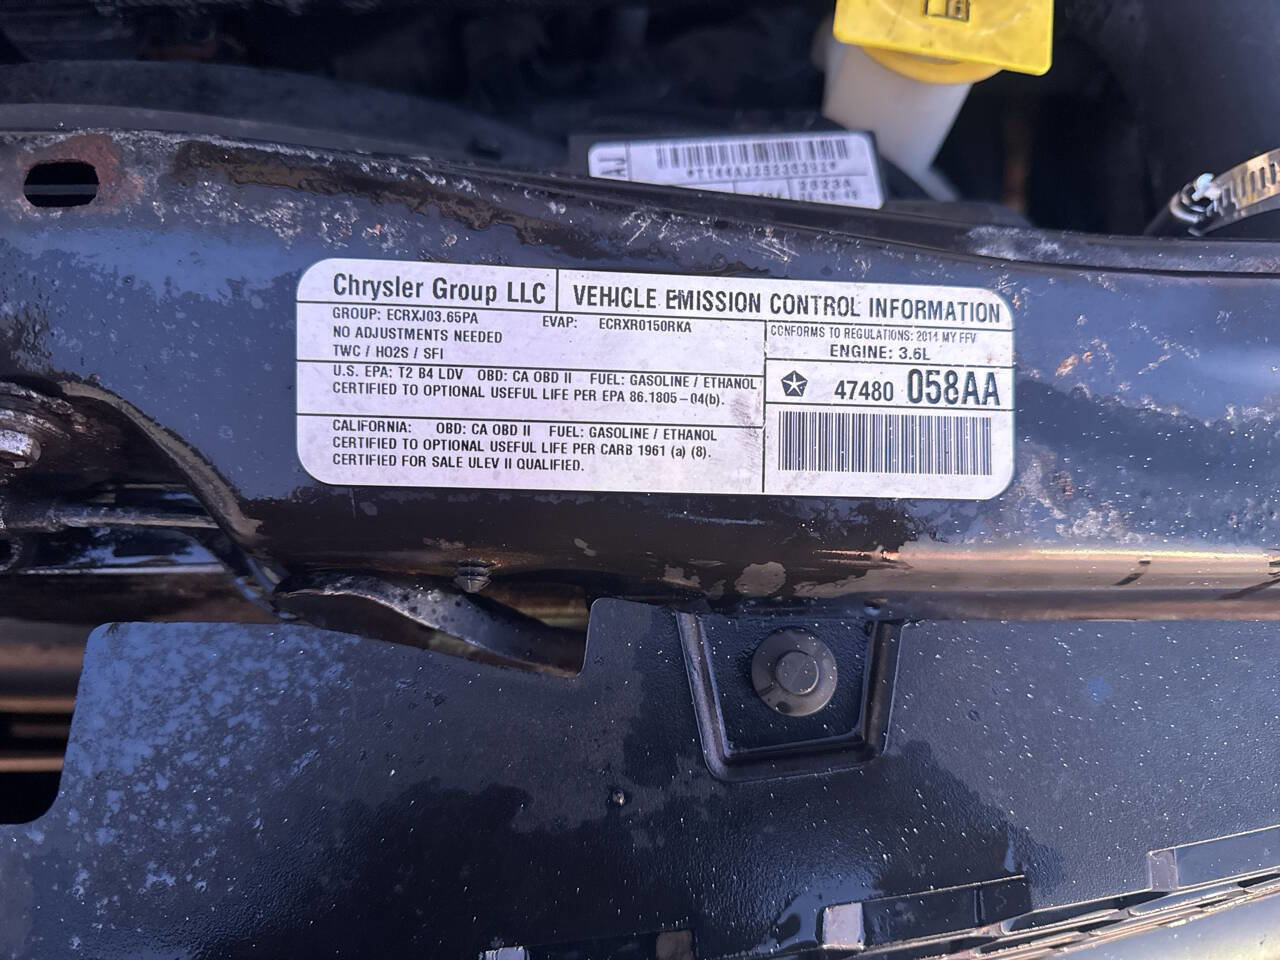 AJ
Chrysler Group LLC
VEHICLE EMISSION CONTROL INFORMATION
GROUP: ECRXJ03.65PA
EVAP: ECRXR0150RKA
NO ADJUSTMENTS NEEDED
TWC / HO2S / SFI
CONFORMS TO REGULATIONS: 2014 MY FFV
ENGINE: 3.6L
U.S. EPA: T2 B4 LDV OBD: CA OBD II FUEL: GASOLINE / ETHANOL
CERTIFIED TO OPTIONAL USEFUL LIFE PER EPA 86.1805-04(b).
47480 058AA
CALIFORNIA: OBD: CA OBD II FUEL: GASOLINE / ETHANOL
CERTIFIED TO OPTIONAL USEFUL LIFE PER CARB 1961 (a) (8).
CERTIFIED FOR SALE ULEV II QUALIFIED.